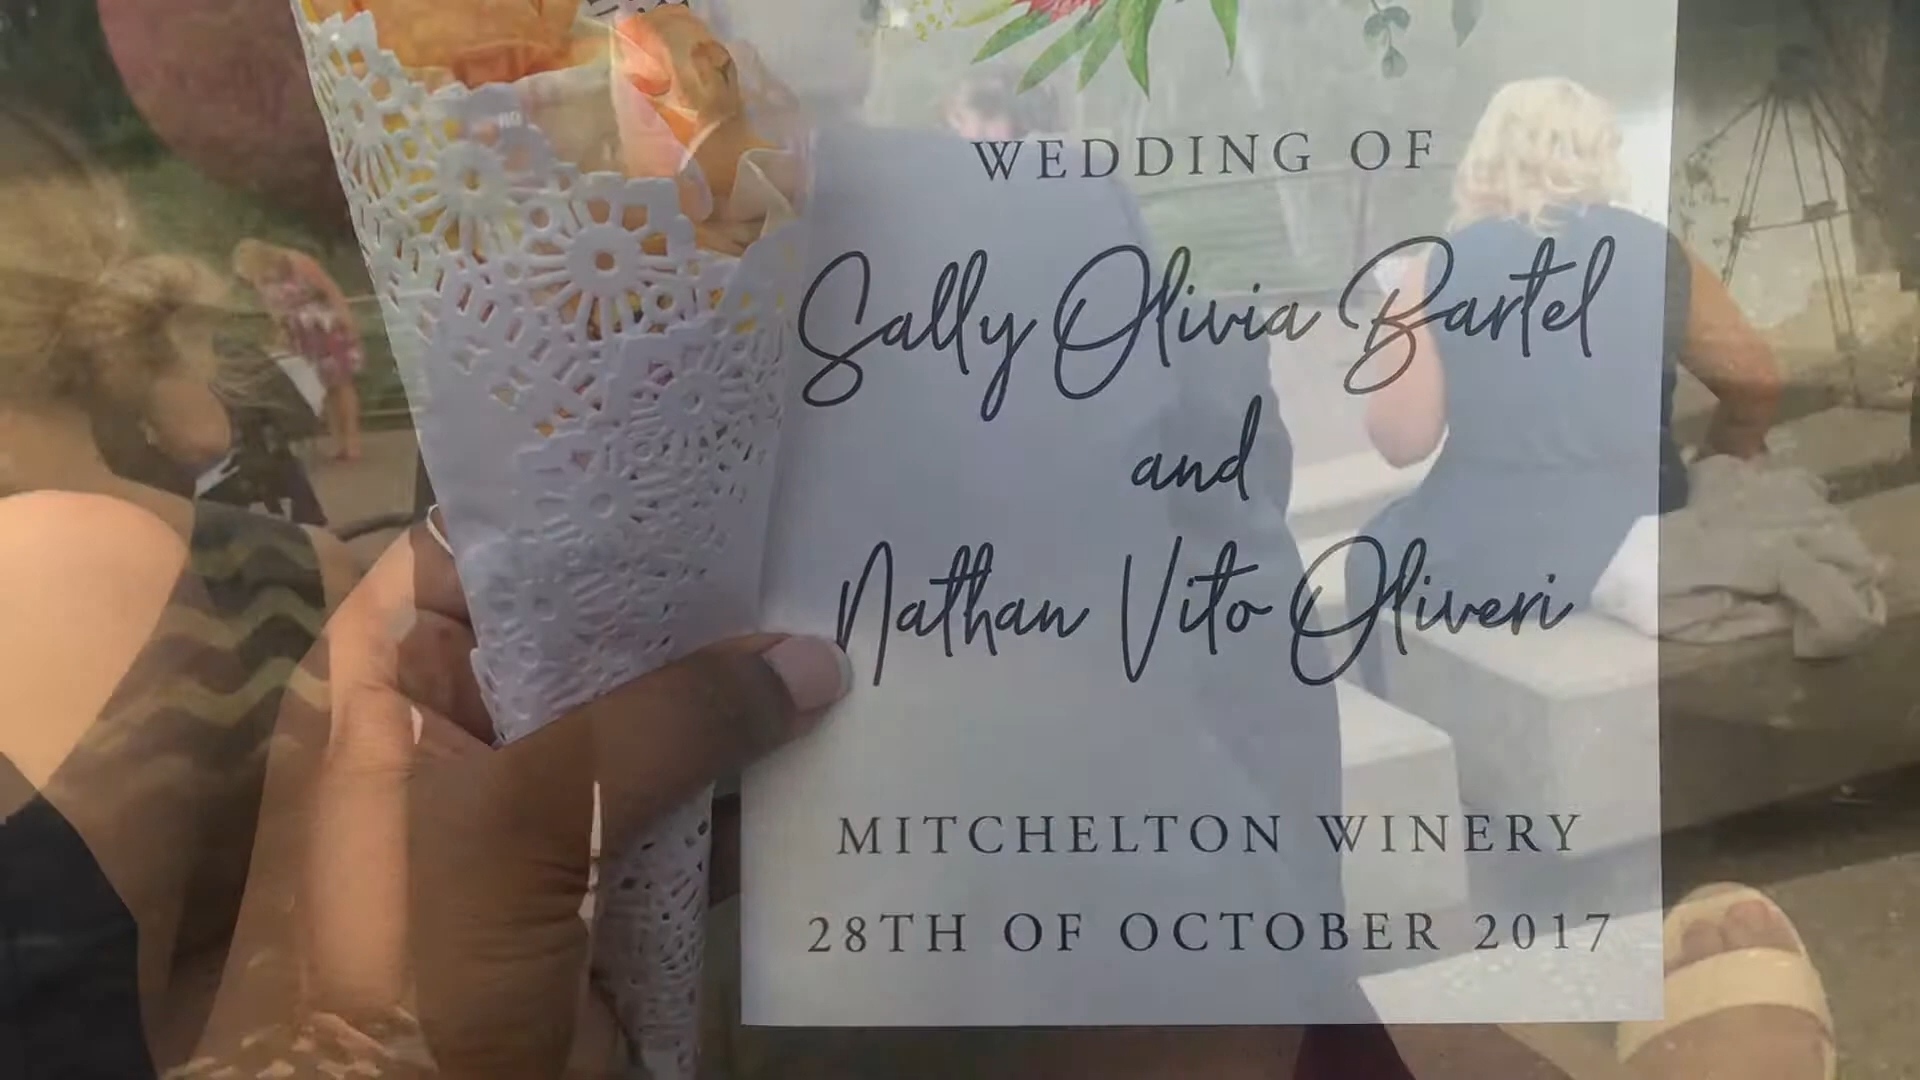 WEDDING OF
Sally Olivia Bartel
and
Nathan Vito Oliveri
MITCHELTON WINERY
28TH OF OCTOBER 2017